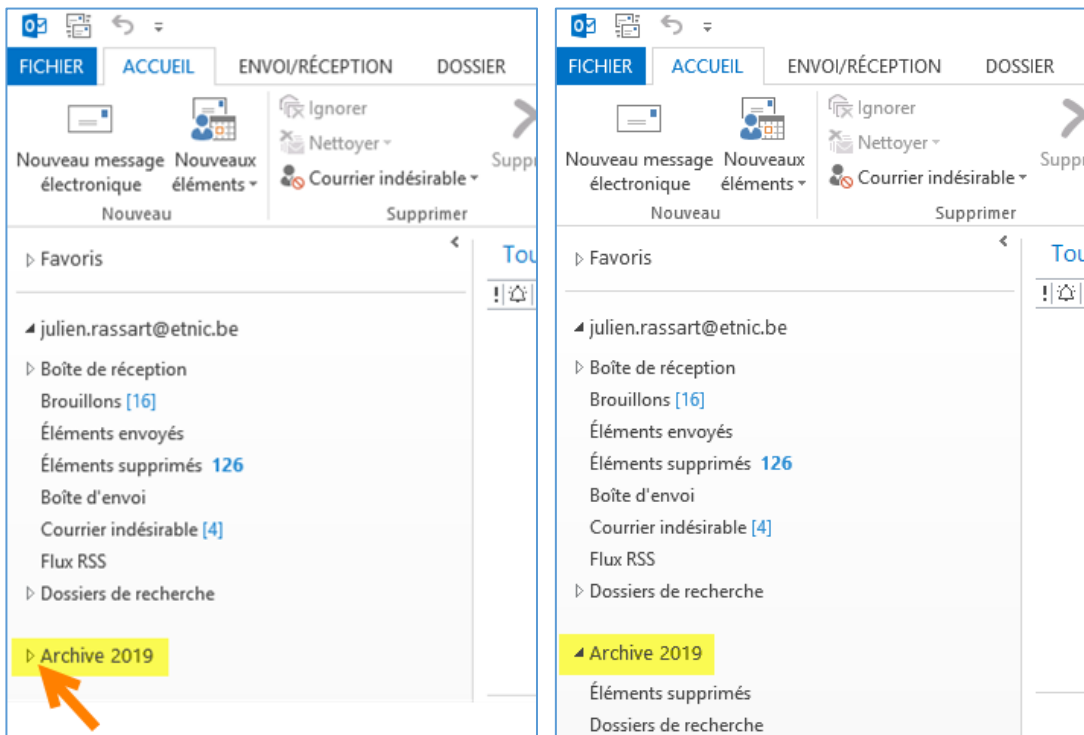 FICHIER ACCUEIL ENVOI/RÉCEPTION DOSSIER
Ignorer
Nettoyer
Nouveau message Nouveaux
électronique éléments
Courrier indésirable
Suppr
Nouveau Supprimer
Favoris
Tou
julien.rassart@etnic.be
Boîte de réception
Brouillons [16]
Éléments envoyés
Éléments supprimés 126
Boîte d'envoi
Courrier indésirable [4]
Flux RSS
Dossiers de recherche
Archive 2019
FICHIER ACCUEIL ENVOI/RÉCEPTION DOSSIER
Ignorer
Nettoyer
Nouveau message Nouveaux
électronique éléments
Courrier indésirable
Suppr
Nouveau Supprimer
Favoris
Tou
julien.rassart@etnic.be
Boîte de réception
Brouillons [16]
Éléments envoyés
Éléments supprimés 126
Boîte d'envoi
Courrier indésirable [4]
Flux RSS
Dossiers de recherche
Archive 2019
Éléments supprimés
Dossiers de recherche